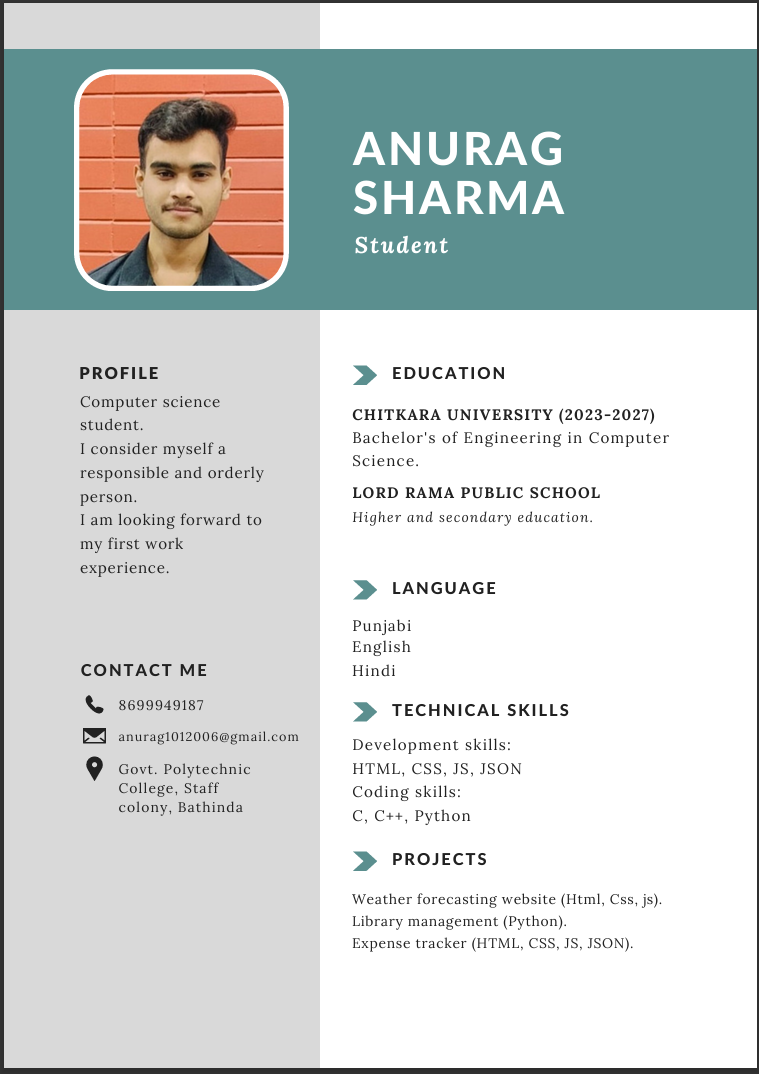 ANURAG
SHARMA
Student
PROFILE
Computer science
student.
I consider myself a
responsible and orderly
person.
I am looking forward to
my first work
experience.
CONTACT ME
8699949187
anurag1012006@gmail.com
Govt. Polytechnic
College, Staff
colony, Bathinda
EDUCATION
CHITKARA UNIVERSITY (2023-2027)
Bachelor's of Engineering in Computer
Science.
LORD RAMA PUBLIC SCHOOL
Higher and secondary education.
LANGUAGE
Punjabi
English
Hindi
TECHNICAL SKILLS
Development skills:
HTML, CSS, JS, JSON
Coding skills:
C, C++, Python
PROJECTS
Weather forecasting website (Html, Css, js).
Library management (Python).
Expense tracker (HTML, CSS, JS, JSON).